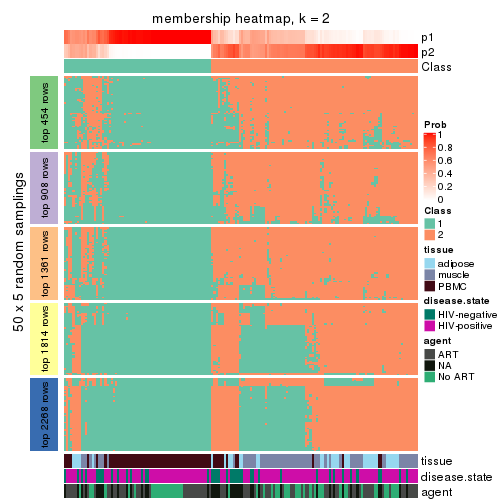 membership heatmap, k = 2
p1
p2
Class
50 x 5 random samplings
top 454 rows
top 908 rows
top 1361 rows
top 1814 rows
top 2268 rows
tissue
disease.state
agent
Prob
1
0.8
0.6
0.4
0.2
0
Class
1
2
tissue
adipose
muscle
PBMC
disease.state
HIV-negative
HIV-positive
agent
ART
NA
No ART